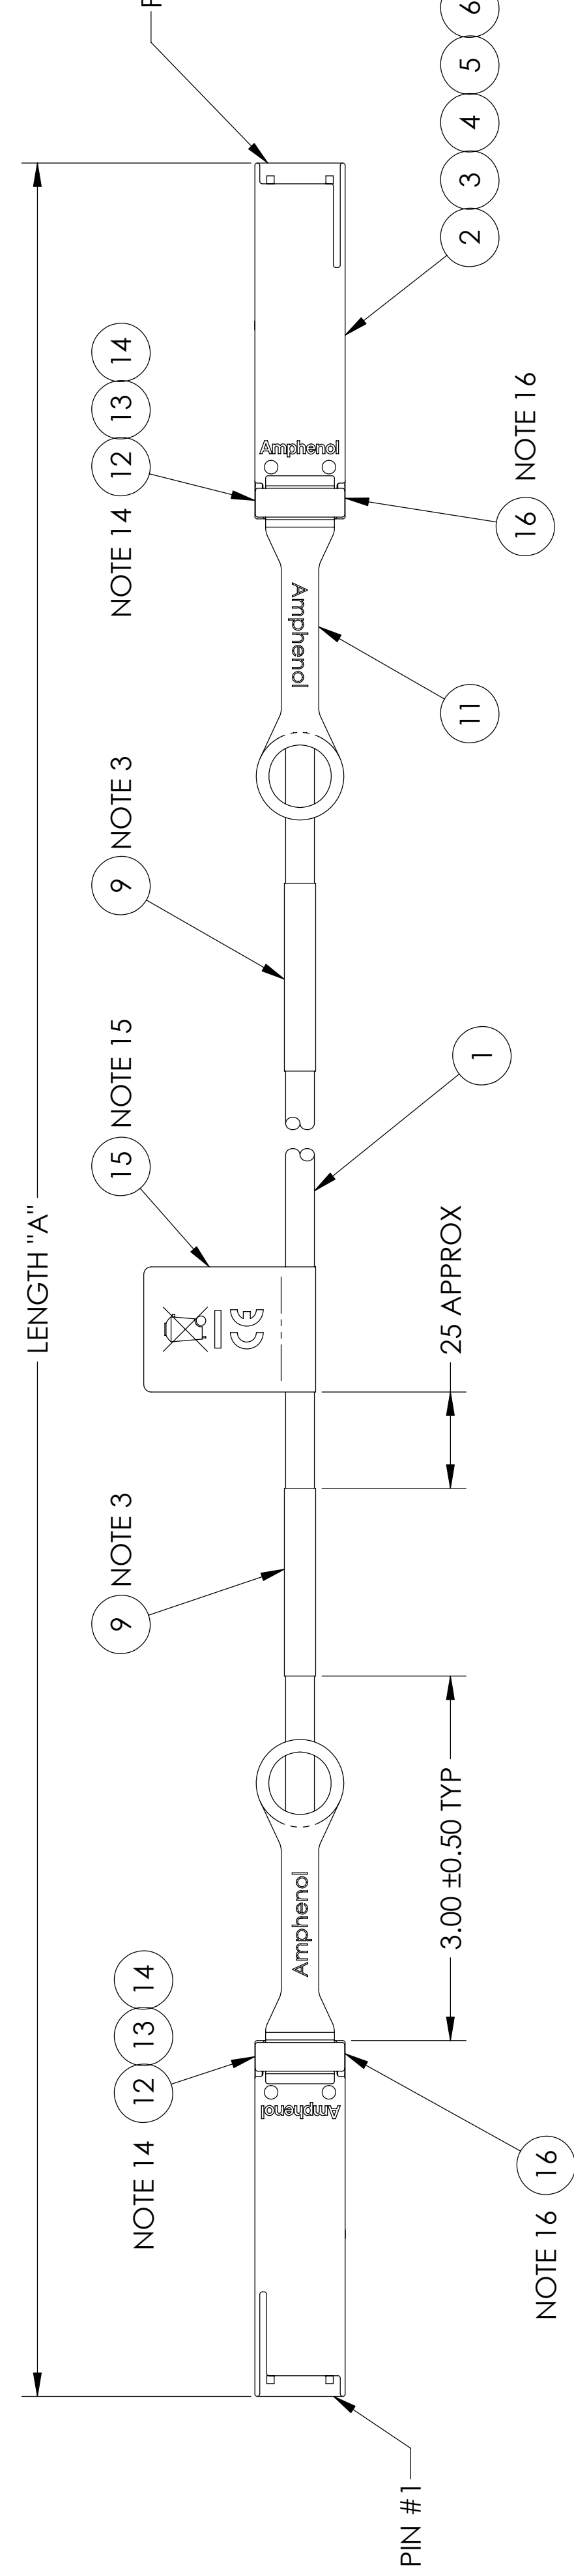 LENGTH "A"
NOTE 14 12 13 14
9 NOTE 3
15 NOTE 15
9 NOTE 3
NOTE 14 12 13 14
Amphenol
Amphenol
CE
Amphenol
Amphenol
PIN #1
NOTE 16 16
3.00 ±0.50 TYP
25 APPROX
1
11
16 NOTE 16
2 3 4 5 6